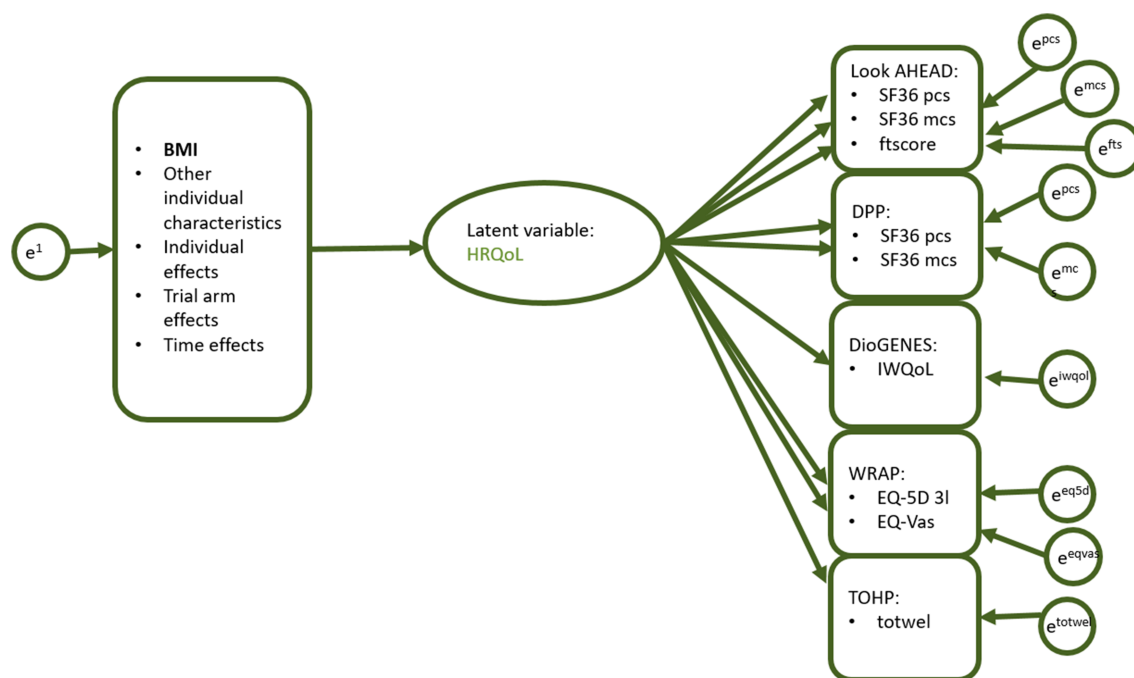 e1
• BMI
• Other
individual
characteristics
• Individual
effects
• Trial arm
effects
• Time effects
Latent variable:
HRQoL
Look AHEAD:
• SF36 pcs
• SF36 mcs
• ftscore
epcs
emcs
efts
DPP:
• SF36 pcs
• SF36 mcs
epcs
emc
s
DioGENES:
• IWQoL
eiwqol
WRAP:
• EQ-5D 3l
• EQ-Vas
eeq5d
eeqvas
TOHP:
• totwel
etotwel